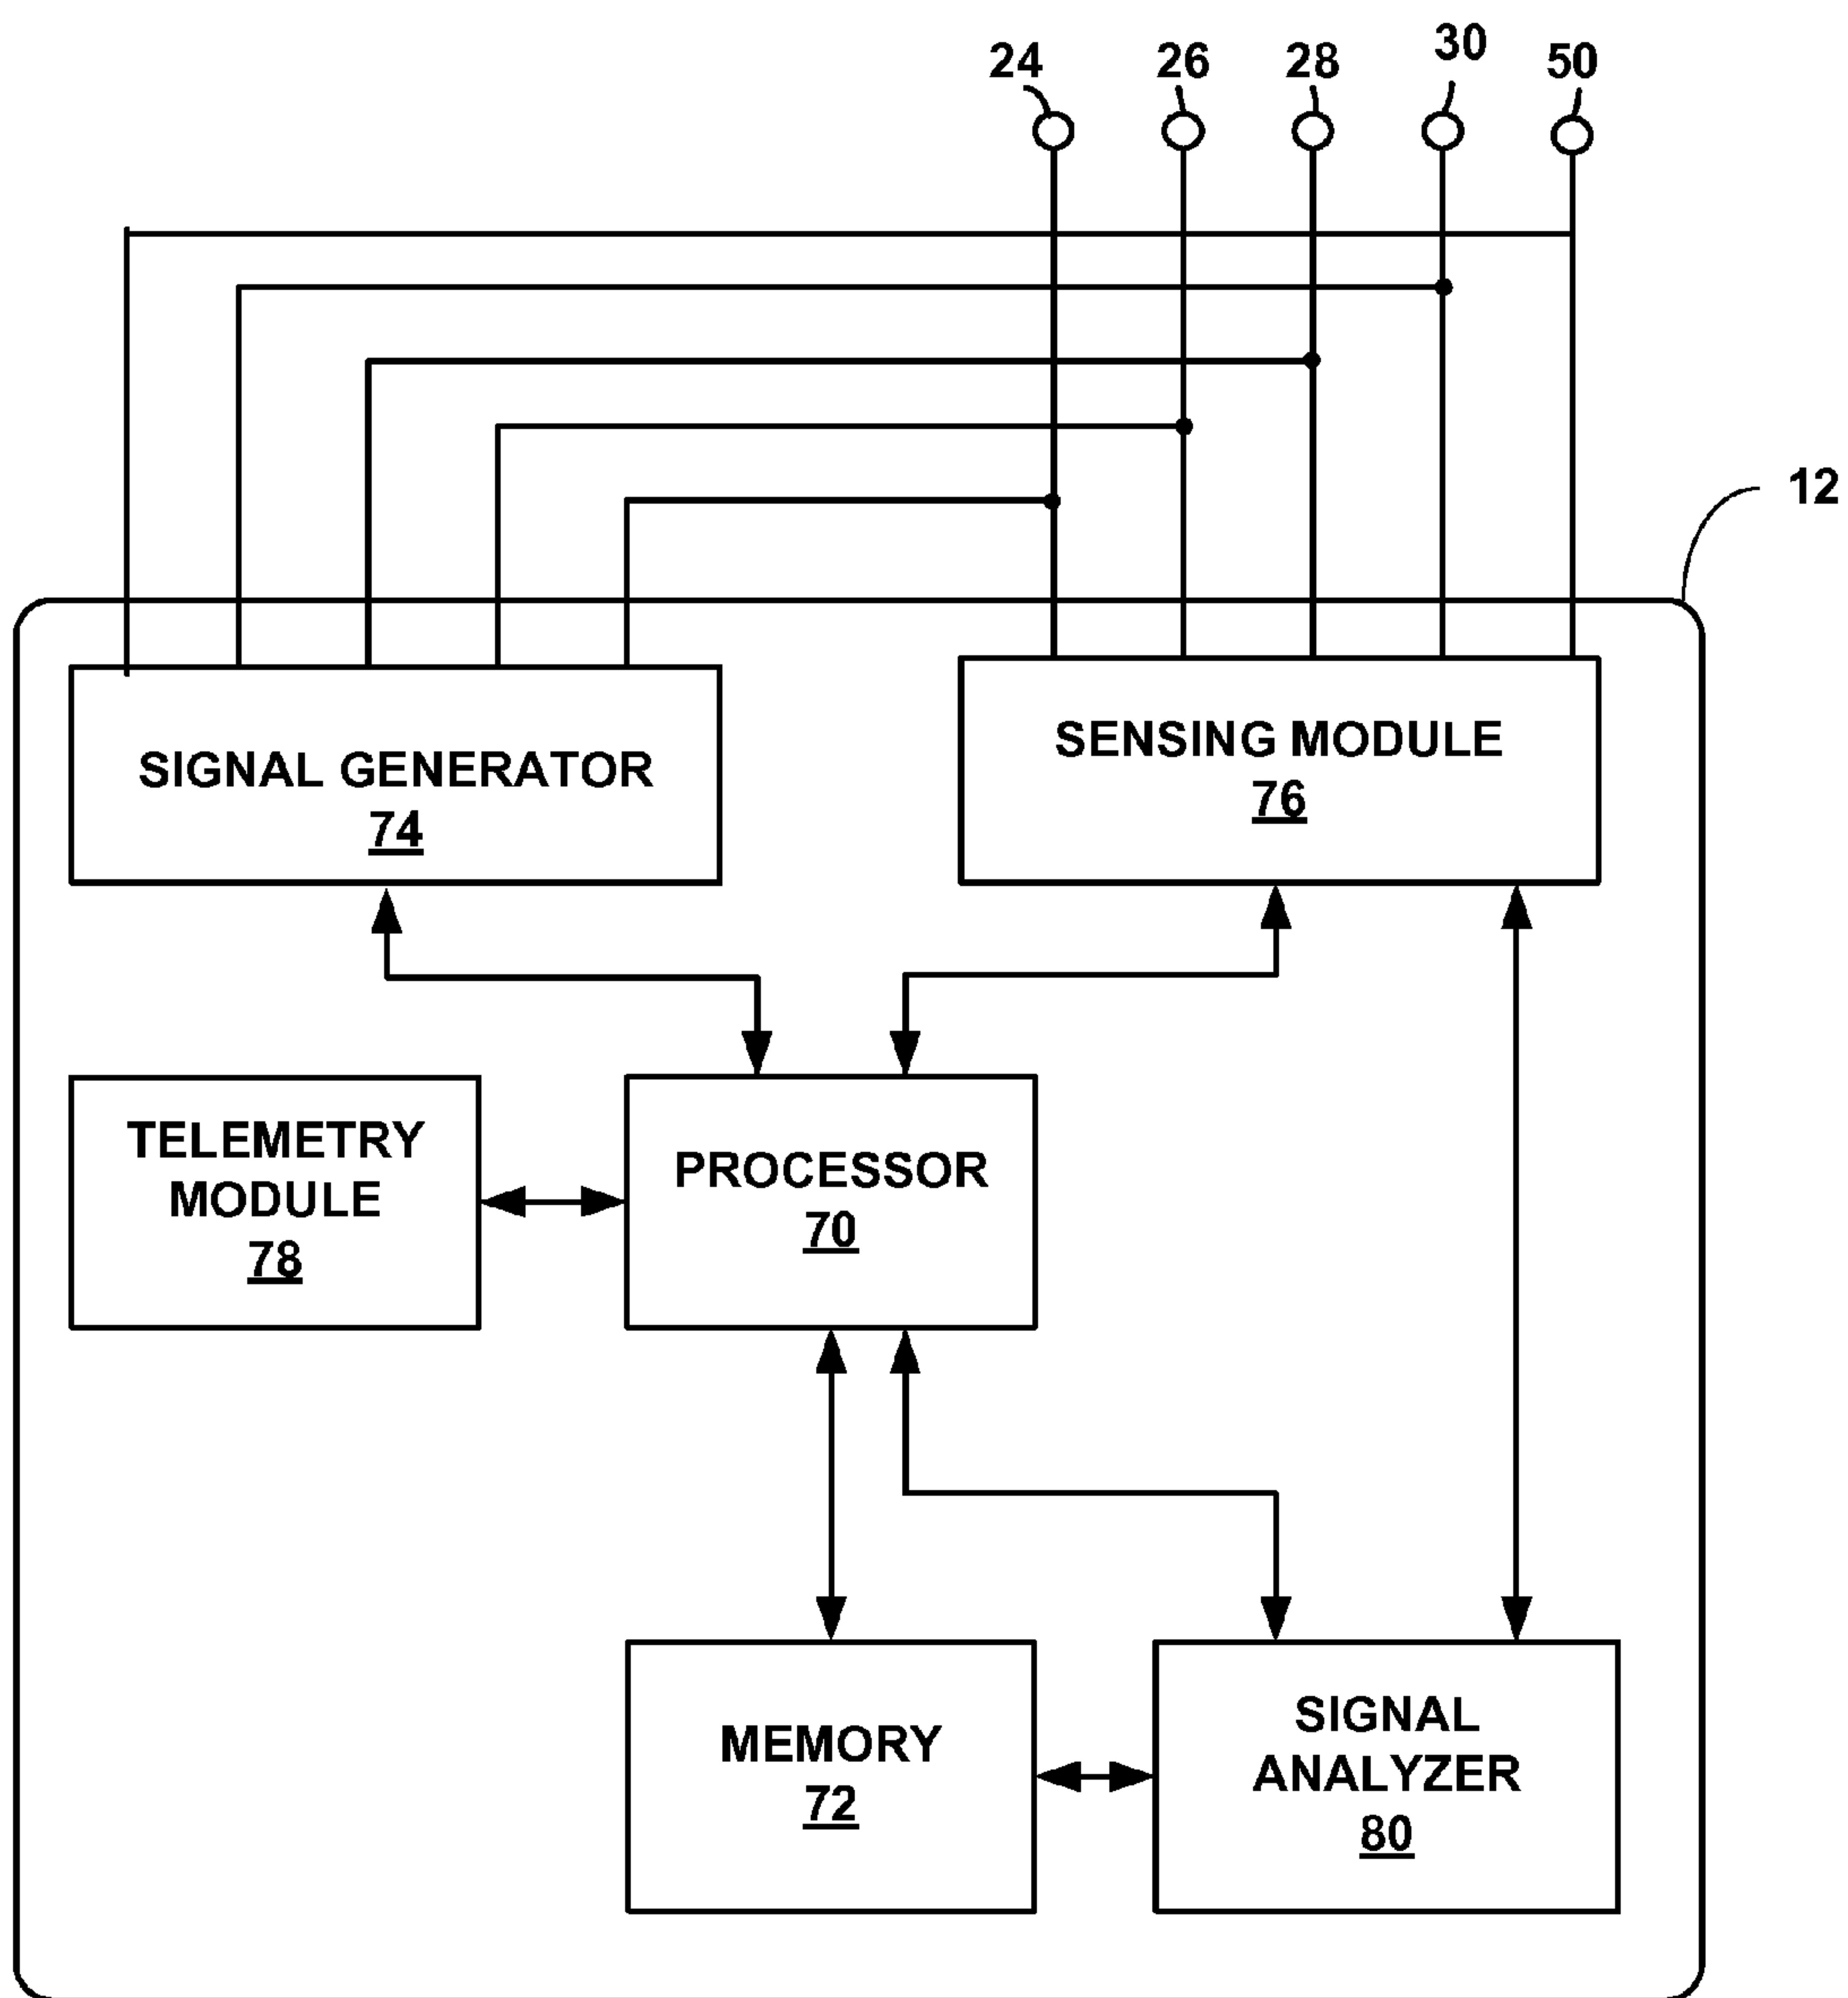 24
26
28
30
50
12
SIGNAL GENERATOR
74
SENSING MODULE
76
TELEMETRY
MODULE
78
PROCESSOR
70
MEMORY
72
SIGNAL
ANALYZER
80